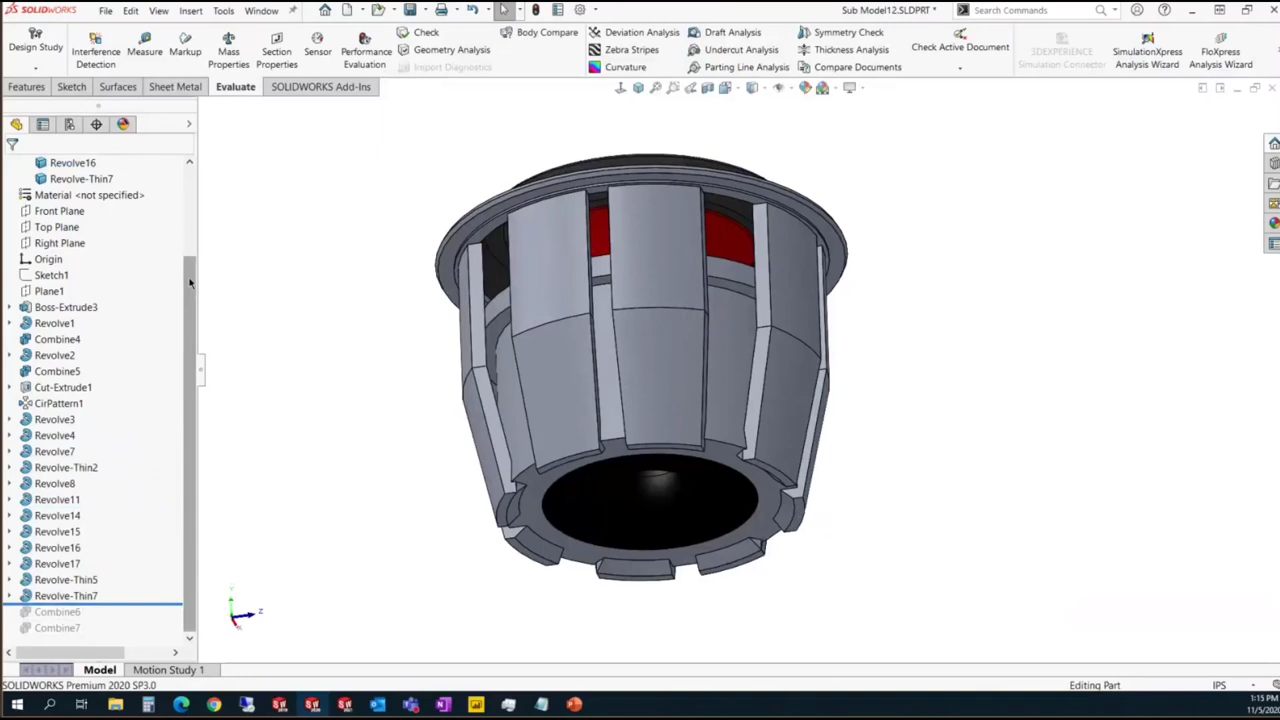 SOLIDWORKS File Edit View Insert Tools Window Sub Model12.SLDPRT * Search Commands
Design Study
Interference Detection
Measure
Markup
Mass Properties
Section Properties
Sensor
Performance Evaluation
Check
Geometry Analysis
Import Diagnostics
Body Compare
Deviation Analysis
Zebra Stripes
Curvature
Draft Analysis
Undercut Analysis
Parting Line Analysis
Symmetry Check
Thickness Analysis
Compare Documents
Check Active Document
3DEXPERIENCE Simulation Connector
SimulationXpress Analysis Wizard
FloXpress Analysis Wizard
Features Sketch Surfaces Sheet Metal Evaluate SOLIDWORKS Add-Ins
Revolve16
Revolve-Thin7
Material <not specified>
Front Plane
Top Plane
Right Plane
Origin
Sketch1
Plane1
Boss-Extrude3
Revolve1
Combine4
Revolve2
Combine5
Cut-Extrude1
CirPattern1
Revolve3
Revolve4
Revolve7
Revolve-Thin2
Revolve8
Revolve11
Revolve14
Revolve15
Revolve16
Revolve17
Revolve-Thin5
Revolve-Thin7
Combine6
Combine7
Y
Z
Model Motion Study 1
SOLIDWORKS Premium 2020 SP3.0 Editing Part IPS
1:15 PM